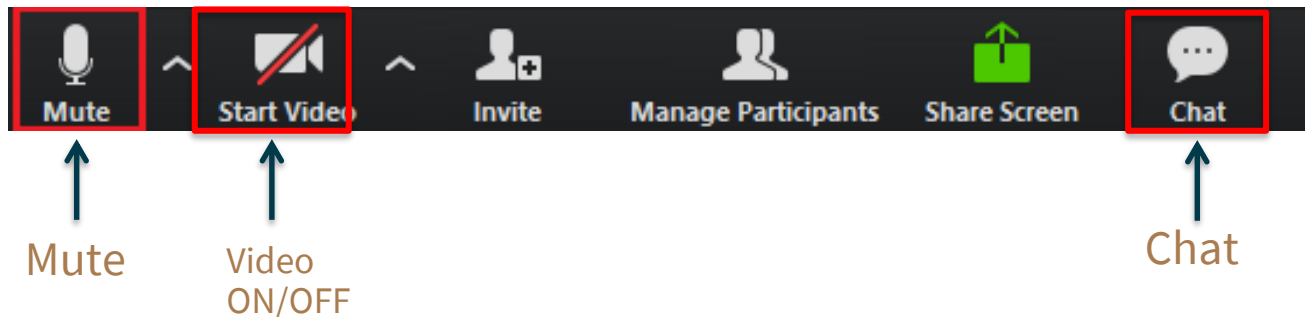 Mute Start Video Invite Manage Participants Share Screen Chat
Mute
Video
ON/OFF
Chat